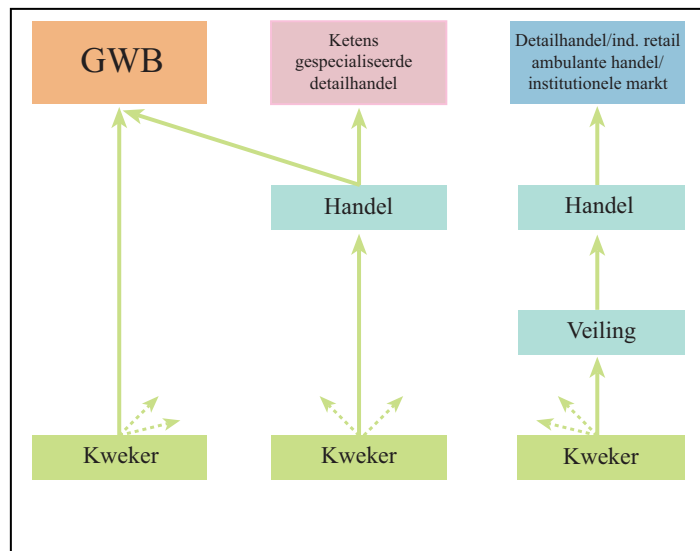 GWB
Ketens
gespecialiseerde
detailhandel
Detailhandel/ind. retail
ambulante handel/
institutionele markt
Handel
Handel
Veiling
Kweker
Kweker
Kweker